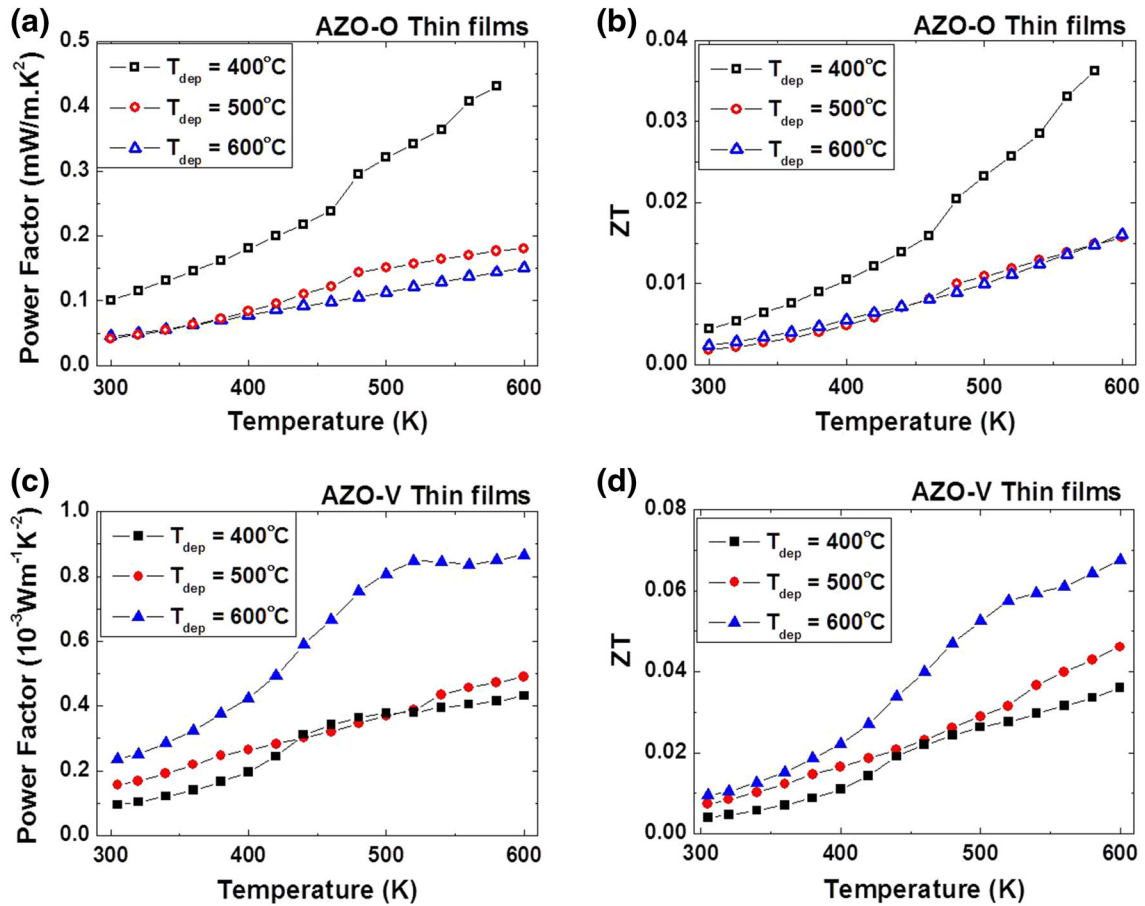 (a)
AZO-O Thin films
Power Factor (mW/m.K²)
0.5
0.4
0.3
0.2
0.1
0.0
T_dep = 400°C
T_dep = 500°C
T_dep = 600°C
300 400 500 600
Temperature (K)
(b)
AZO-O Thin films
ZT
0.04
0.03
0.02
0.01
0.00
T_dep = 400°C
T_dep = 500°C
T_dep = 600°C
300 400 500 600
Temperature (K)
(c)
AZO-V Thin films
Power Factor (10⁻³Wm⁻¹K⁻²)
1.0
0.8
0.6
0.4
0.2
0.0
T_dep = 400°C
T_dep = 500°C
T_dep = 600°C
300 400 500 600
Temperature (K)
(d)
AZO-V Thin films
ZT
0.08
0.06
0.04
0.02
0.00
T_dep = 400°C
T_dep = 500°C
T_dep = 600°C
300 400 500 600
Temperature (K)